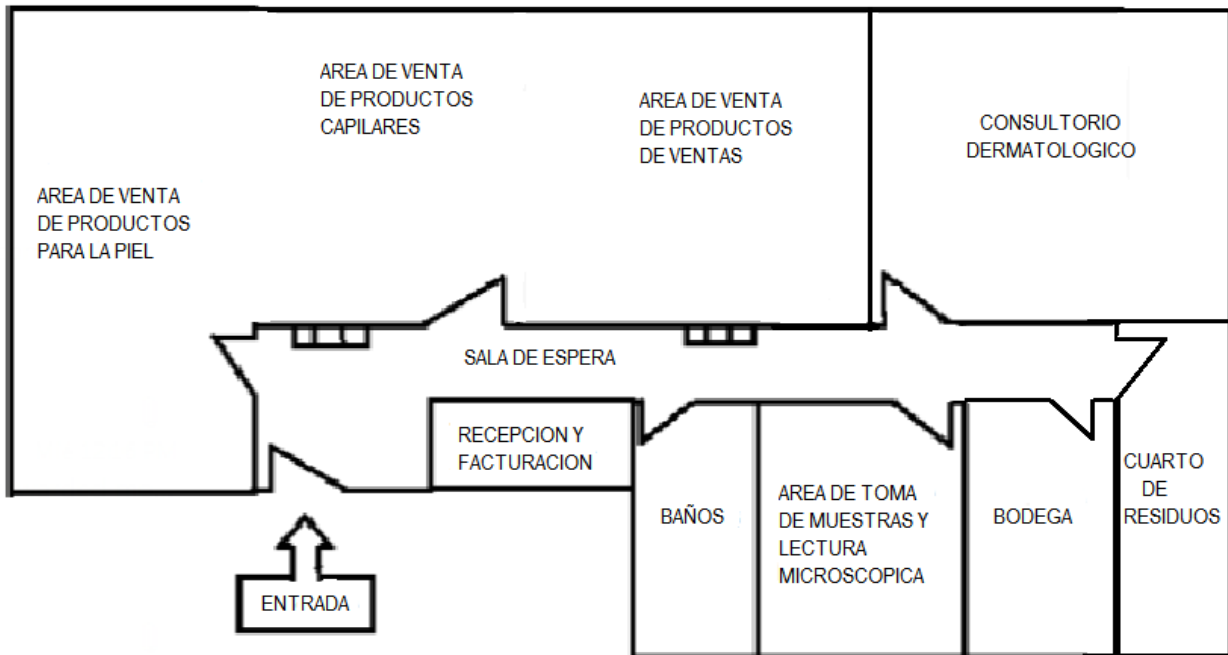 AREA DE VENTA
DE PRODUCTOS
CAPILARES
AREA DE VENTA
DE PRODUCTOS
DE VENTAS
CONSULTORIO
DERMATOLOGICO
AREA DE VENTA
DE PRODUCTOS
PARA LA PIEL
SALA DE ESPERA
RECEPCION Y
FACTURACION
BAÑOS
AREA DE TOMA
DE MUESTRAS Y
LECTURA
MICROSCOPICA
BODEGA
CUARTO
DE
RESIDUOS
ENTRADA